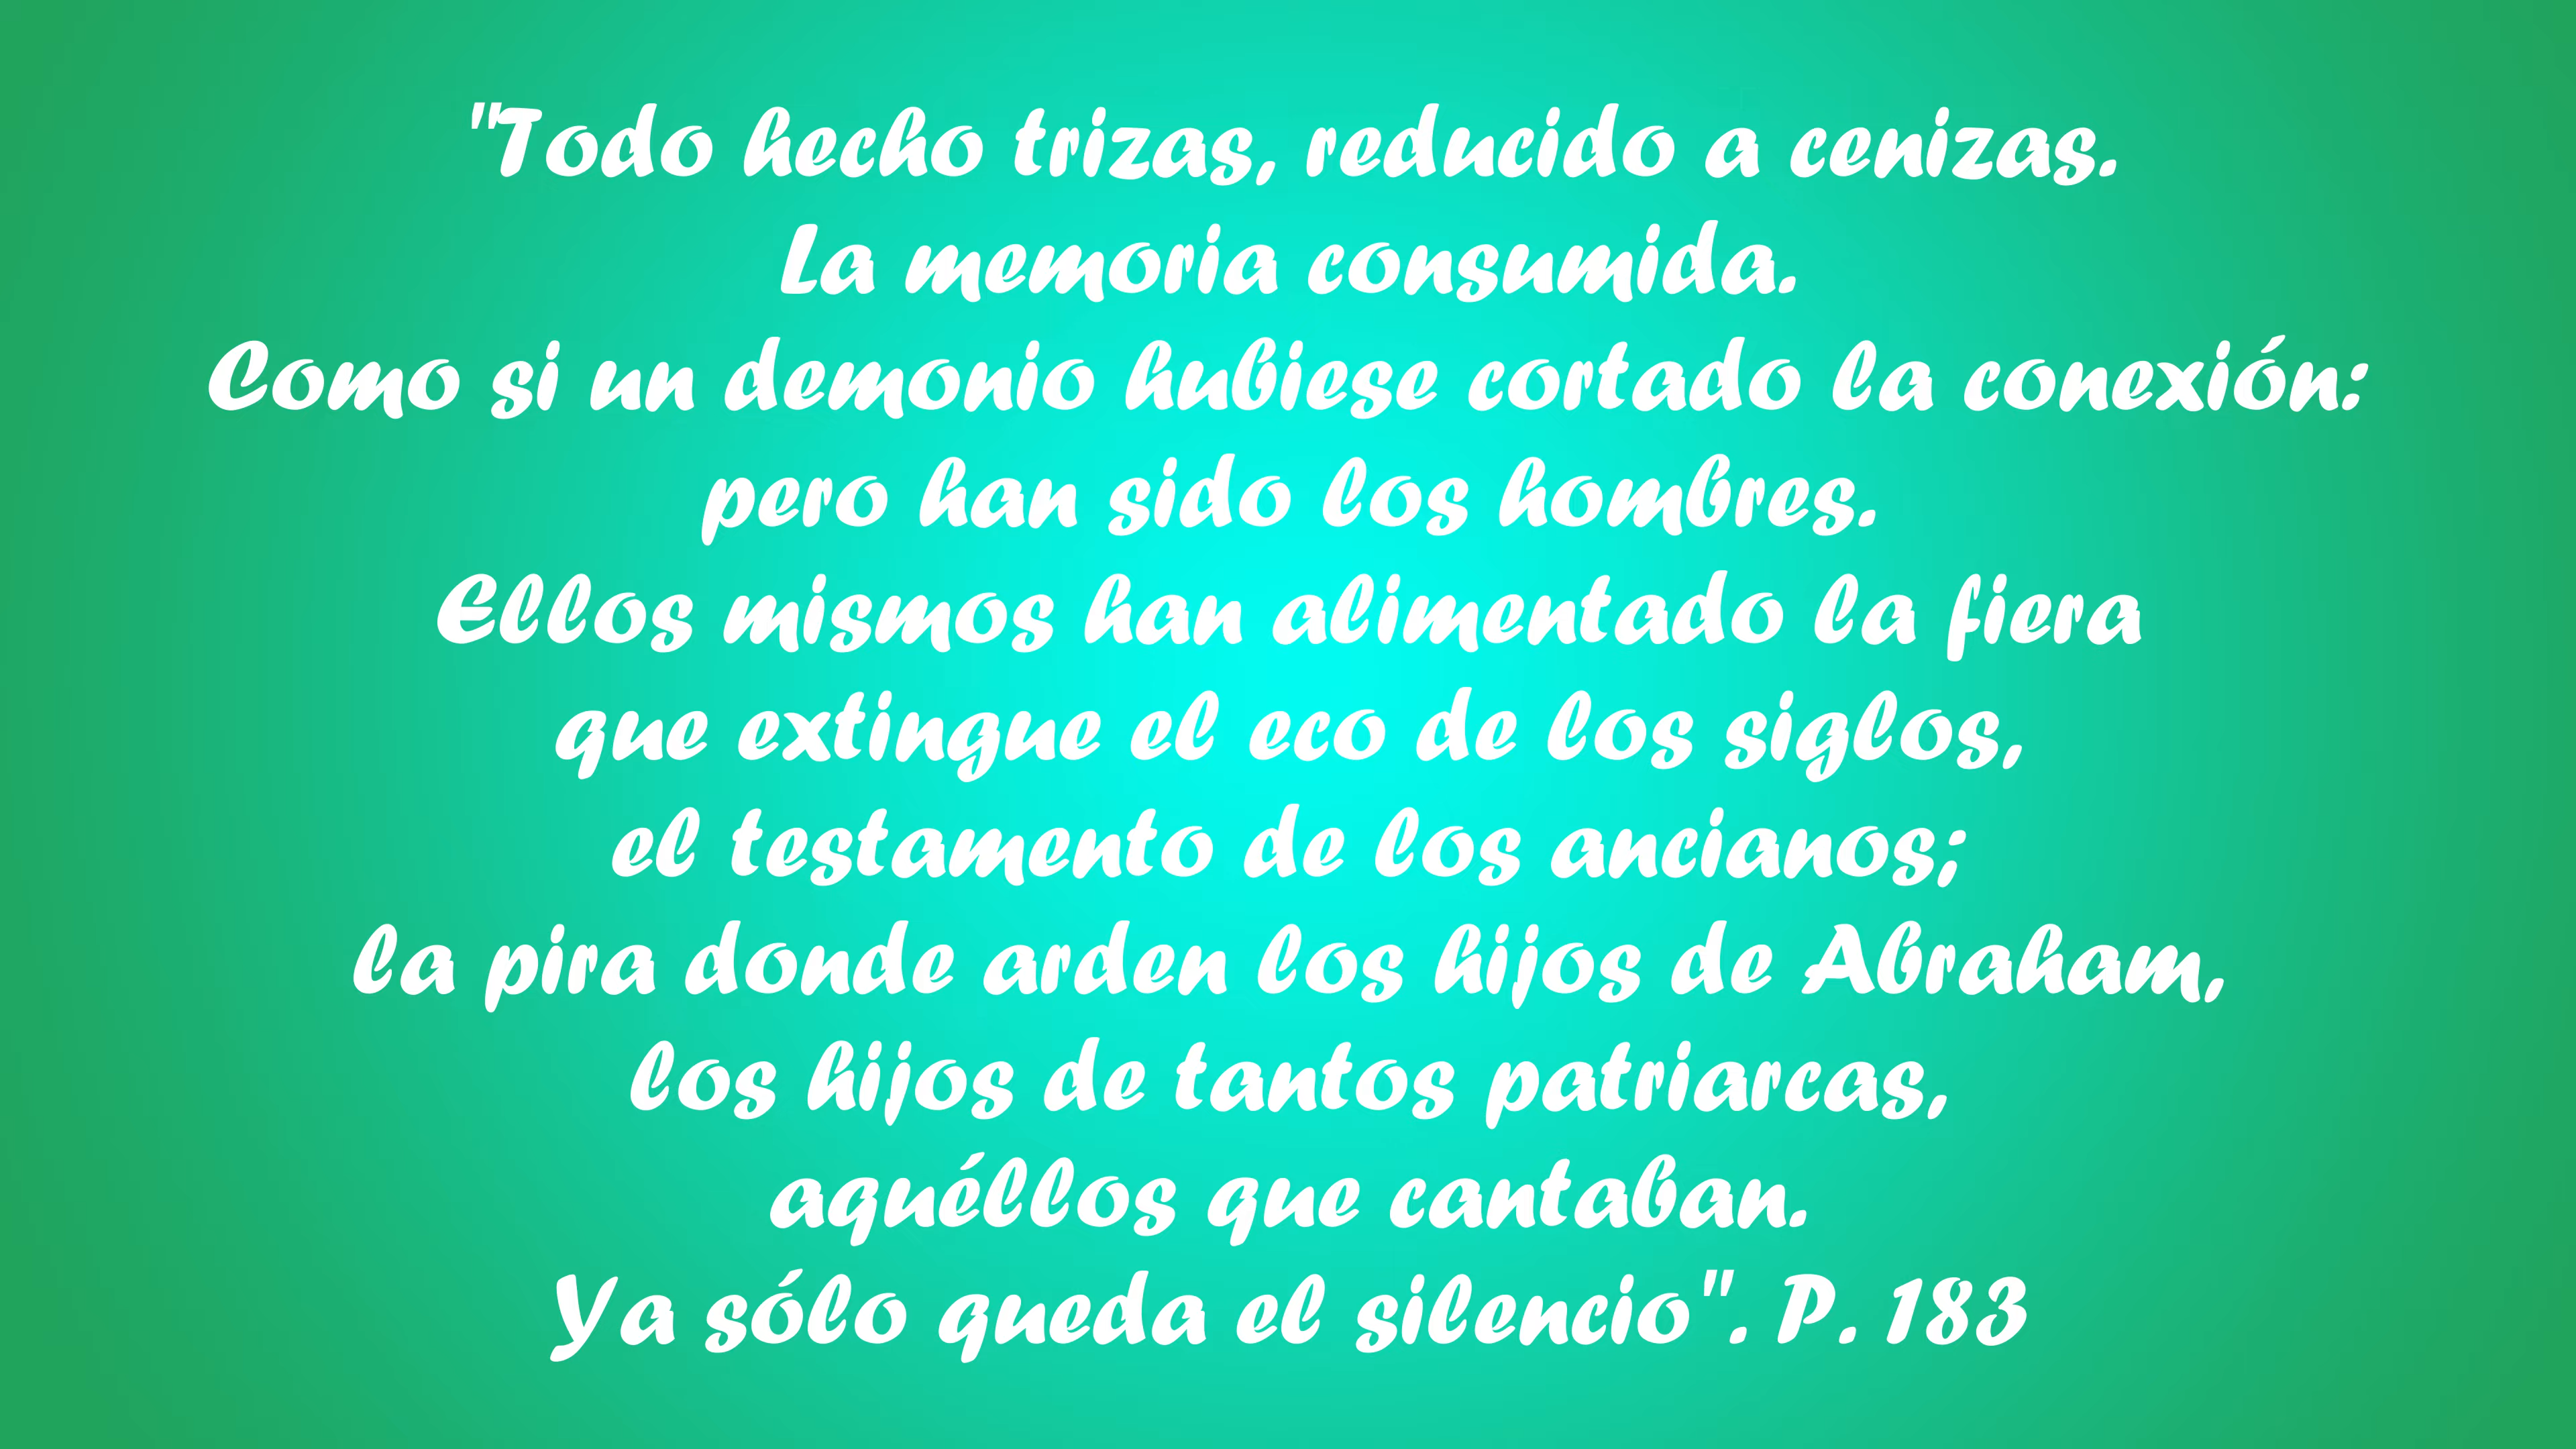 "Todo hecho trizas, reducido a cenizas.
La memoria consumida.
Como si un demonio hubiese cortado la conexión:
pero han sido los hombres.
Ellos mismos han alimentado la fiera
que extingue el eco de los siglos,
el testamento de los ancianos;
la pira donde arden los hijos de Abraham,
los hijos de tantos patriarcas,
aquéllos que cantaban.
Ya sólo queda el silencio". P. 183